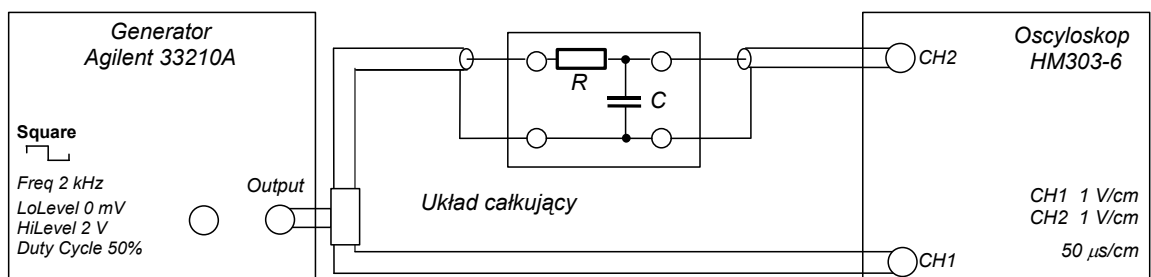 Generator
Agilent 33210A
Square
Freq 2 kHz
LoLevel 0 mV
HiLevel 2 V
Duty Cycle 50%
Output
R
C
Układ całkujący
CH2
CH1
Oscyloskop
HM303-6
CH1 1 V/cm
CH2 1 V/cm
50 μs/cm